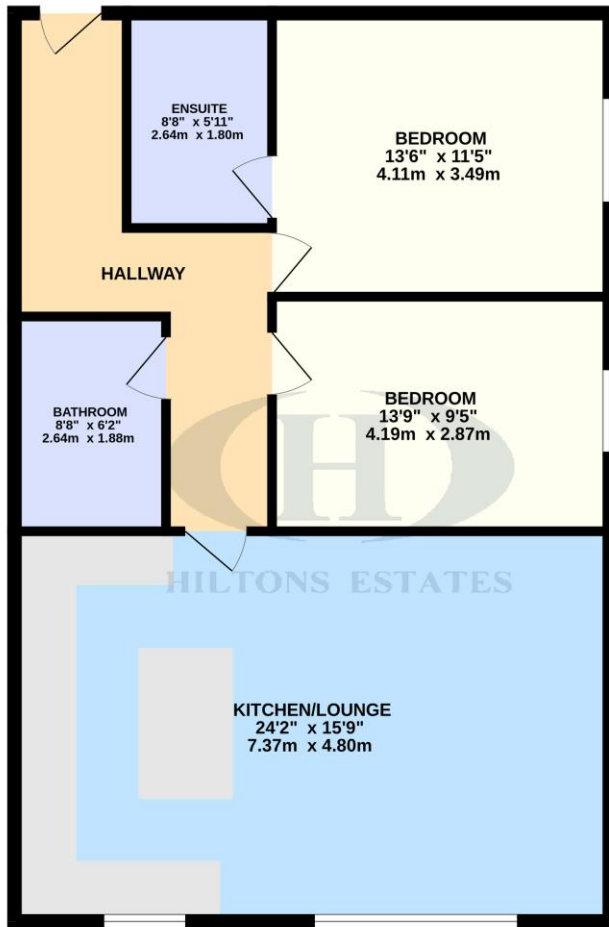 ENSUITE
8'8" x 5'11"
2.64m x 1.80m
BEDROOM
13'6" x 11'5"
4.11m x 3.49m
HALLWAY
BATHROOM
8'8" x 6'2"
2.64m x 1.88m
BEDROOM
13'9" x 9'5"
4.19m x 2.87m
H
HILTONS ESTATES
KITCHEN/LOUNGE
24'2" x 15'9"
7.37m x 4.80m